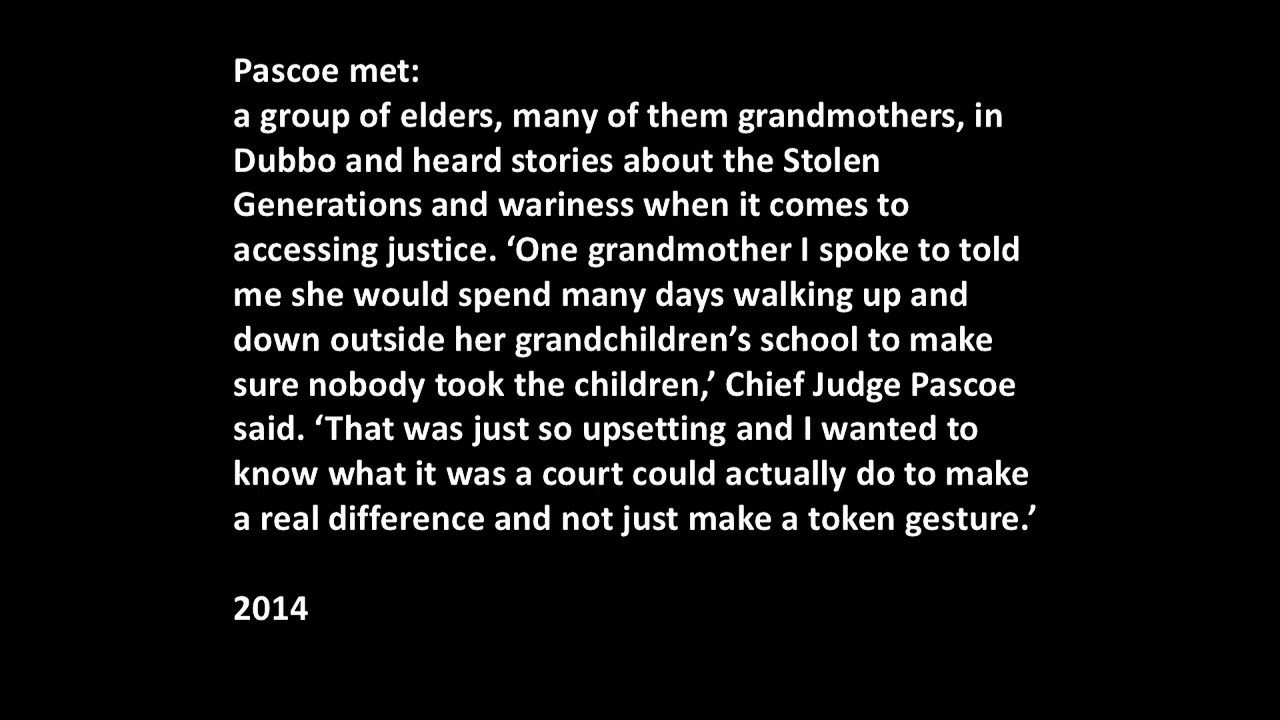 Pascoe met:
a group of elders, many of them grandmothers, in
Dubbo and heard stories about the Stolen
Generations and wariness when it comes to
accessing justice. ‘One grandmother I spoke to told
me she would spend many days walking up and
down outside her grandchildren’s school to make
sure nobody took the children,’ Chief Judge Pascoe
said. ‘That was just so upsetting and I wanted to
know what it was a court could actually do to make
a real difference and not just make a token gesture.’
2014